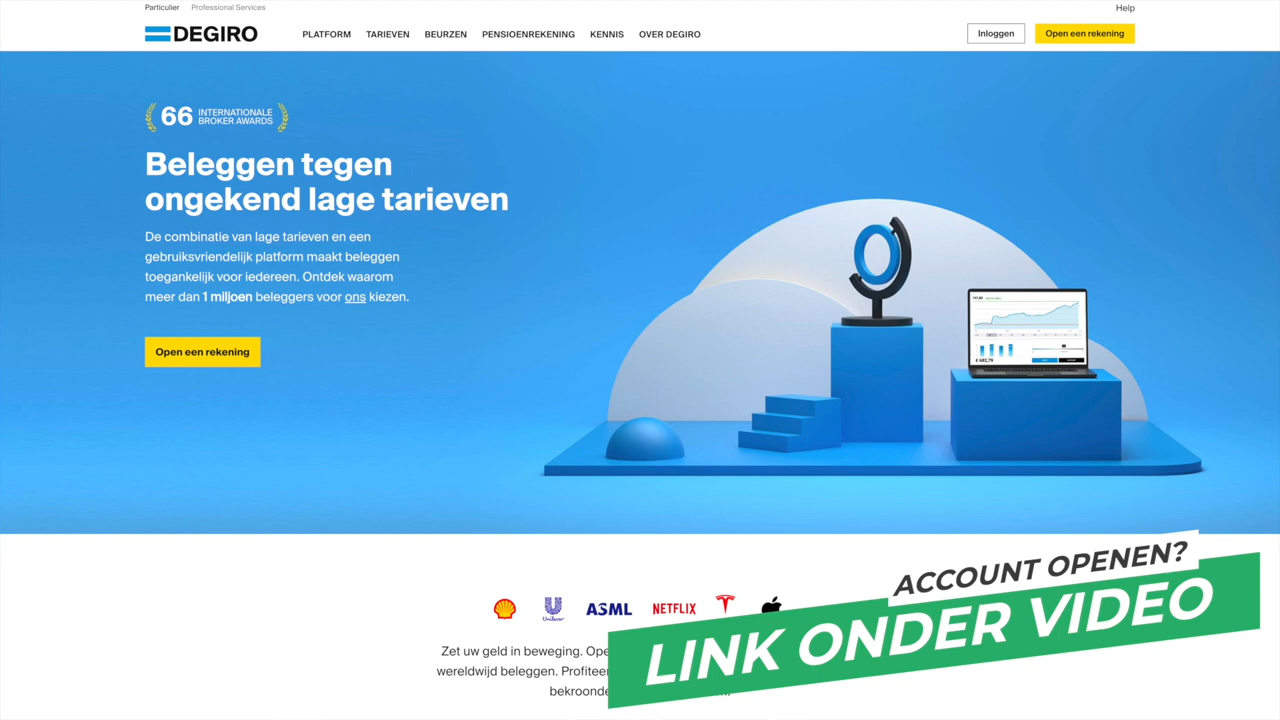 Particulier Professional Services Help
DEGIRO PLATFORM TARIEVEN BEURZEN PENSIOENREKENING KENNIS OVER DEGIRO Inloggen Open een rekening
66 INTERNATIONALE
BROKER AWARDS
Beleggen tegen
ongekend lage tarieven
De combinatie van lage tarieven en een
gebruiksvriendelijk platform maakt beleggen
toegankelijk voor iedereen. Ontdek waarom
meer dan 1 miljoen beleggers voor ons kiezen.
Open een rekening
Unilever ASML NETFLIX
Zet uw geld in beweging.
wereldwijd beleggen.
ACCOUNT OPENEN?
LINK ONDER VIDEO